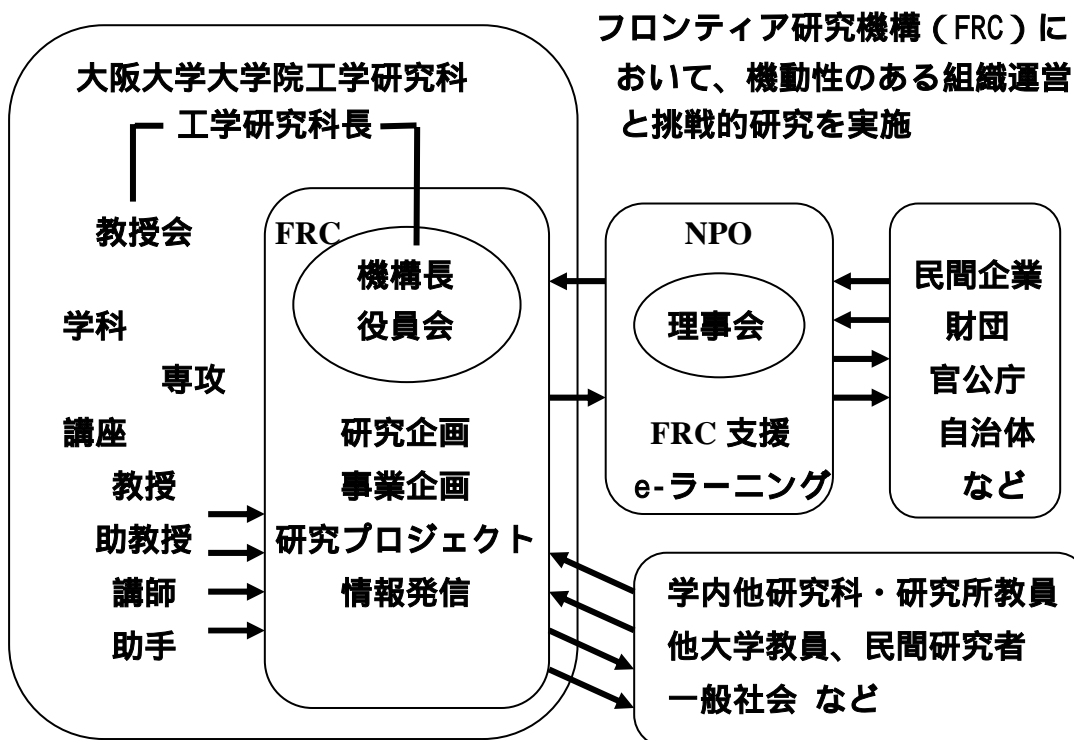 フロンティア研究機構(FRC)に
おいて、機動性のある組織運営
と挑戦的研究を実施
大阪大学大学院工学研究科
工学研究科長
教授会
学科
専攻
講座
教授
助教授
講師
助手
FRC
機構長
役員会
研究企画
事業企画
研究プロジェクト
情報発信
NPO
理事会
FRC 支援
e-ラーニング
民間企業
財団
官公庁
自治体
など
学内他研究科・研究所教員
他大学教員、民間研究者
一般社会 など